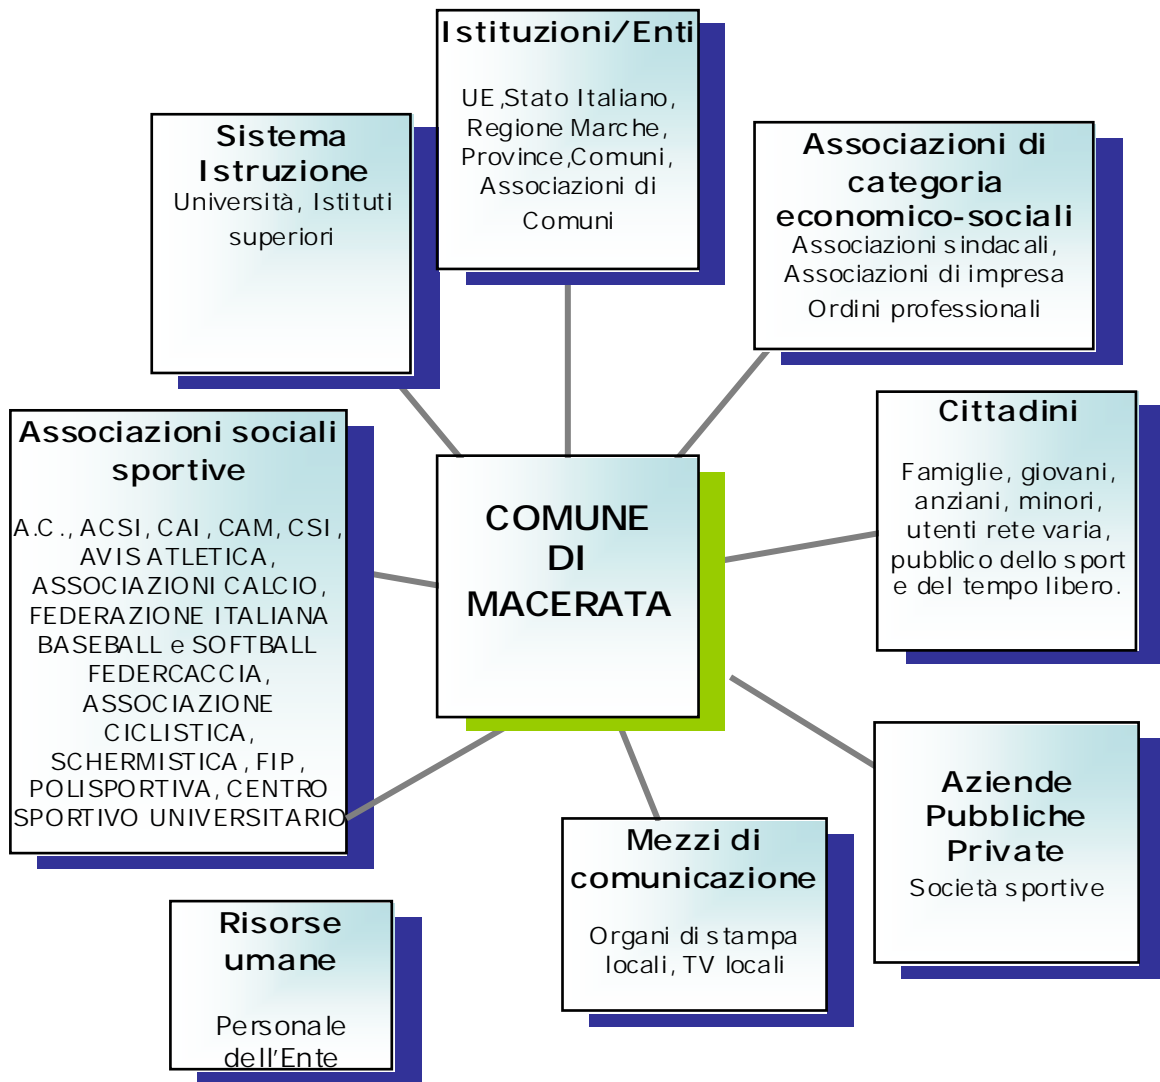 Istituzioni/Enti
UE,Stato Italiano,
Regione Marche,
Province,Comuni,
Associazioni di
Comuni
Sistema
Istruzione
Università, Istituti
superiori
Associazioni di
categoria
economico-sociali
Associazioni sindacali,
Associazioni di impresa
Ordini professionali
Associazioni sociali
sportive
A.C., ACSI, CAI, CAM, CSI,
AVIS ATLETICA,
ASSOCIAZIONI CALCIO,
FEDERAZIONE ITALIANA
BASEBALL e SOFTBALL
FEDERCACCIA,
ASSOCIAZIONE
CICLISTICA,
SCHERMISTICA, FIP,
POLISPORTIVA, CENTRO
SPORTIVO UNIVERSITARIO
COMUNE
DI
MACERATA
Cittadini
Famiglie, giovani,
anziani, minori,
utenti rete varia,
pubblico dello sport
e del tempo libero.
Aziende
Pubbliche
Private
Società sportive
Mezzi di
comunicazione
Organi di stampa
locali, TV locali
Risorse
umane
Personale
dell'Ente